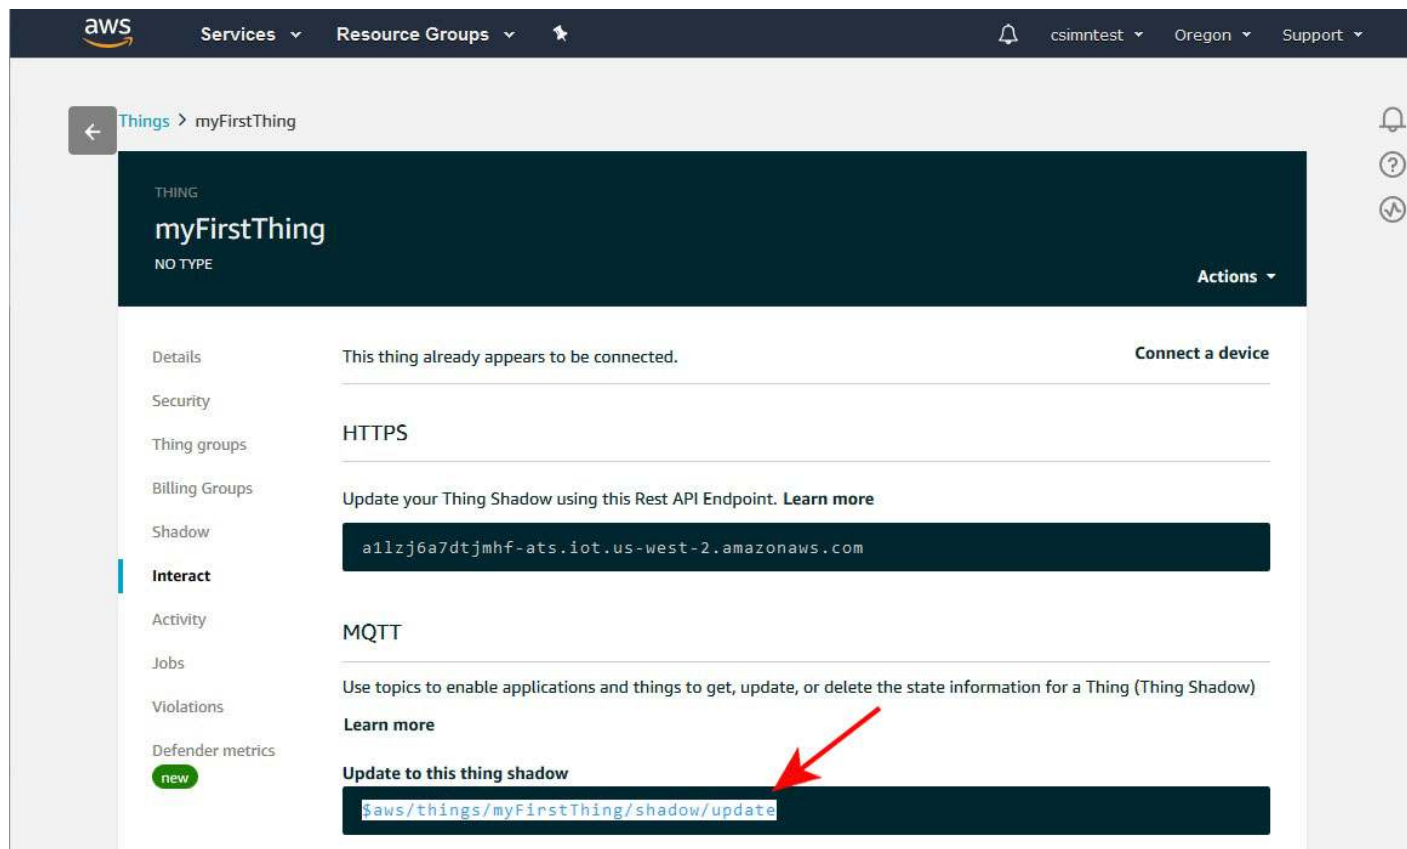 aws Services Resource Groups csimntest Oregon Support
Things > myFirstThing
THING
myFirstThing
NO TYPE
Actions
Details
Security
Thing groups
Billing Groups
Shadow
Interact
Activity
Jobs
Violations
Defender metrics
new
This thing already appears to be connected.
Connect a device
HTTPS
Update your Thing Shadow using this Rest API Endpoint. Learn more
a1lzj6a7dtjmhf-ats.iot.us-west-2.amazonaws.com
MQTT
Use topics to enable applications and things to get, update, or delete the state information for a Thing (Thing Shadow)
Learn more
Update to this thing shadow
$aws/things/myFirstThing/shadow/update